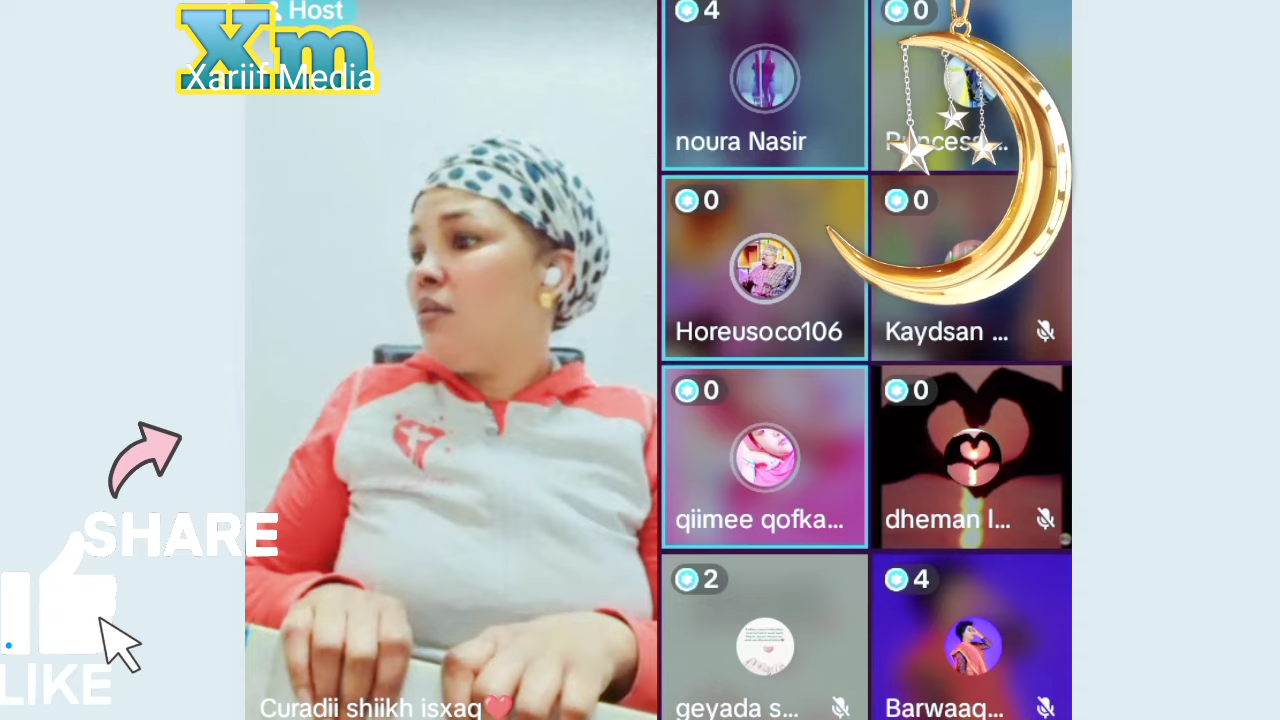 Host
Xm
Xariif Media
4
noura Nasir
0
0
Horeusoco106
0
Kaydsan ...
0
qiimee qofka...
0
dheman I...
2
geyada s...
4
Barwaaq...
SHARE
LIKE
Curadii shiikh isxaq❤️